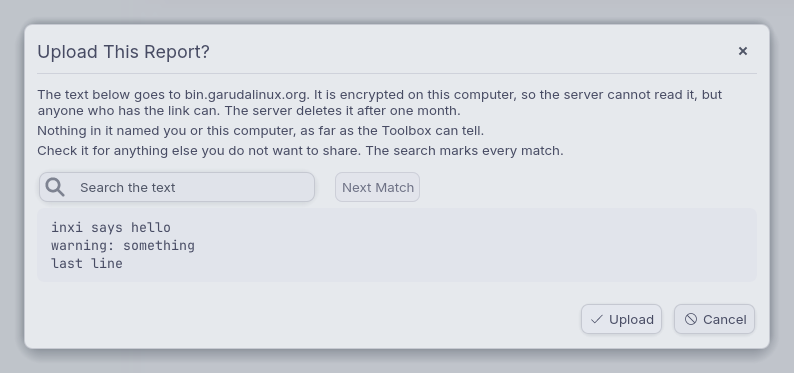 Upload This Report?
The text below goes to bin.garudalinux.org. It is encrypted on this computer, so the server cannot read it, but
anyone who has the link can. The server deletes it after one month.
Nothing in it named you or this computer, as far as the Toolbox can tell.
Check it for anything else you do not want to share. The search marks every match.
Search the text
Next Match
inxi says hello
warning: something
last line
Upload
Cancel